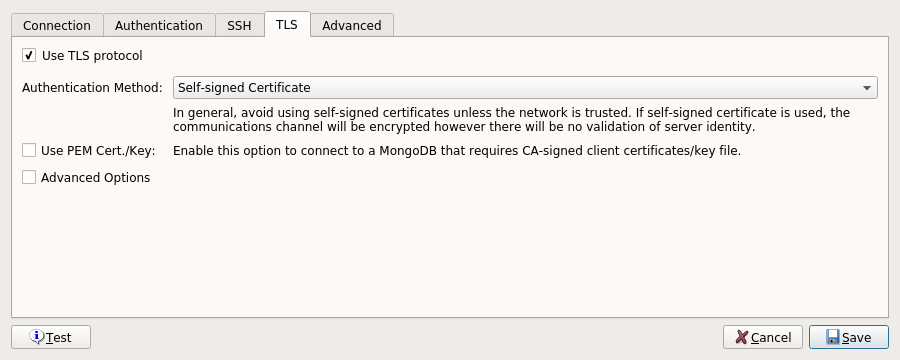 Connection Authentication SSH TLS Advanced
Use TLS protocol
Authentication Method: Self-signed Certificate
In general, avoid using self-signed certificates unless the network is trusted. If self-signed certificate is used, the
communications channel will be encrypted however there will be no validation of server identity.
Use PEM Cert./Key: Enable this option to connect to a MongoDB that requires CA-signed client certificates/key file.
Advanced Options
Test Cancel Save